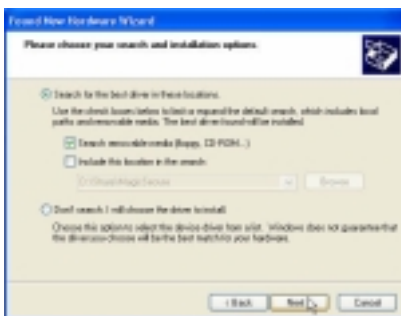 Found New Hardware Wizard
Please choose your search and installation options.
Search for the best driver in these locations.
Use the check boxes below to limit or expand the default search, which includes local
paths and removable media. The best driver found will be installed.
Search removable media (floppy, CD-ROM...)
Include this location in the search:
Browse
Don't search. I will choose the driver to install.
Choose this option to select the device driver from a list. Windows does not guarantee that
the driver you choose will be the best match for your hardware.
< Back
Next >
Cancel